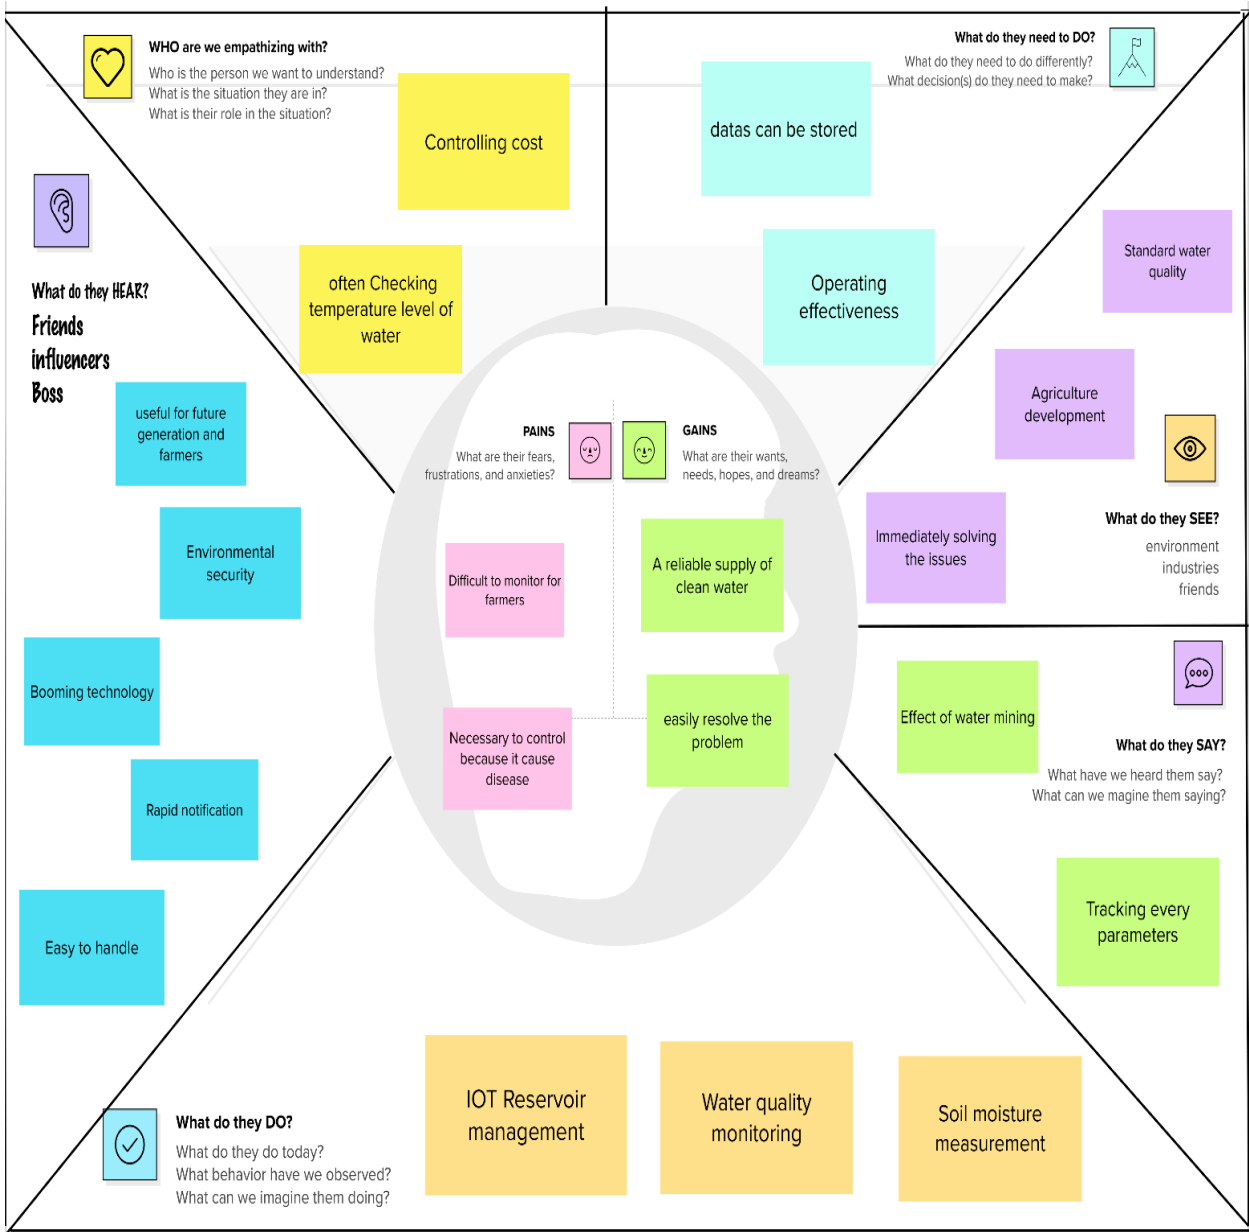 WHO are we empathizing with?
Who is the person we want to understand?
What is the situation they are in?
What is their role in the situation?
Controlling cost
often Checking
temperature level of
water
What do they need to DO?
What do they need to do differently?
What decision(s) do they need to make?
datas can be stored
Operating
effectiveness
What do they HEAR?
Friends
influencers
Boss
useful for future
generation and
farmers
Environmental
security
Booming technology
Rapid notification
Easy to handle
PAINS
What are their fears,
frustrations, and anxieties?
Difficult to monitor for
farmers
Necessary to control
because it cause
disease
GAINS
What are their wants,
needs, hopes, and dreams?
A reliable supply of
clean water
easily resolve the
problem
Standard water
quality
Agriculture
development
Immediately solving
the issues
What do they SEE?
environment
industries
friends
Effect of water mining
What do they SAY?
What have we heard them say?
What can we magine them saying?
Tracking every
parameters
What do they DO?
What do they do today?
What behavior have we observed?
What can we imagine them doing?
IOT Reservoir
management
Water quality
monitoring
Soil moisture
measurement